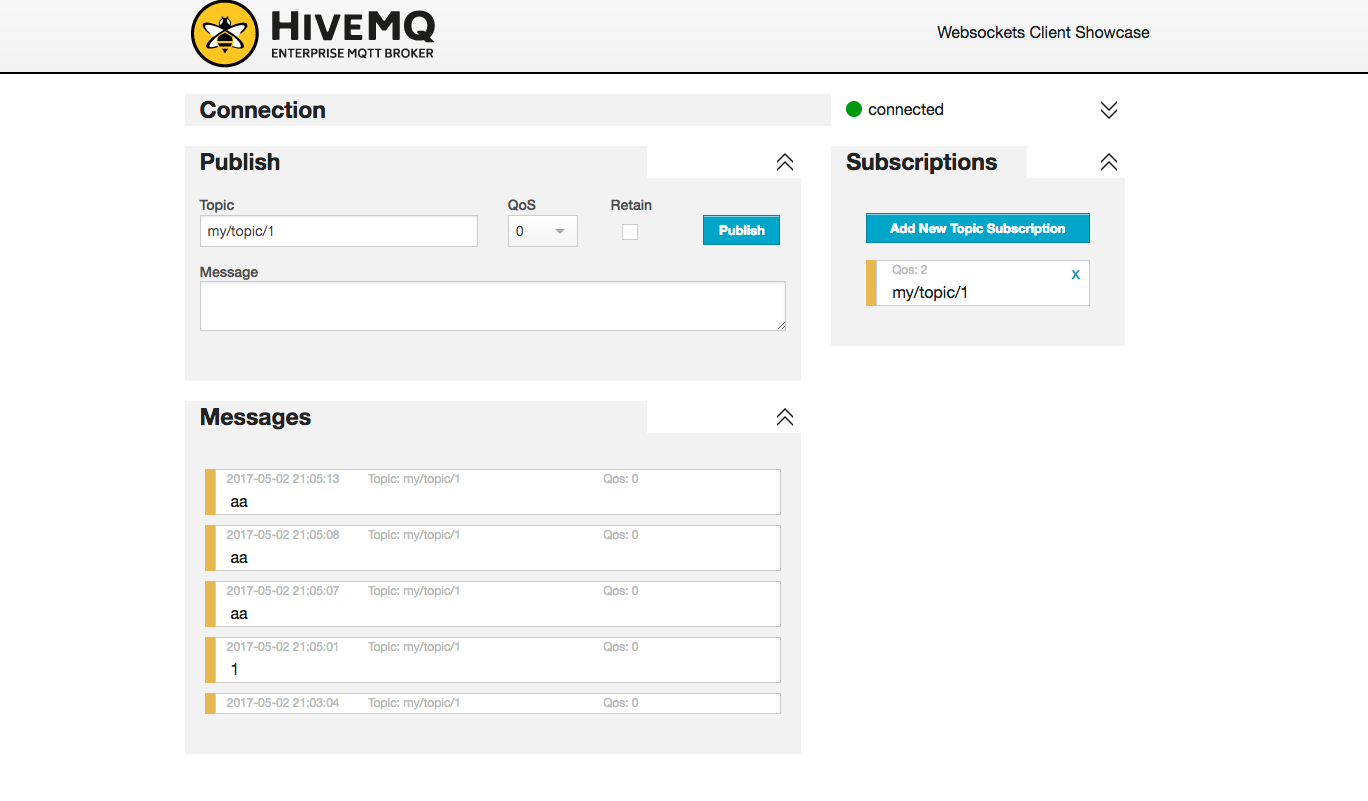 HIVEMQ
ENTERPRISE MQTT BROKER
Websockets Client Showcase
Connection
connected
Publish
Topic QoS Retain
my/topic/1 0 Publish
Message
Subscriptions
Add New Topic Subscription
Qos: 2 x
my/topic/1
Messages
2017-05-02 21:05:13 Topic: my/topic/1 Qos: 0
aa
2017-05-02 21:05:08 Topic: my/topic/1 Qos: 0
aa
2017-05-02 21:05:07 Topic: my/topic/1 Qos: 0
aa
2017-05-02 21:05:01 Topic: my/topic/1 Qos: 0
1
2017-05-02 21:03:04 Topic: my/topic/1 Qos: 0